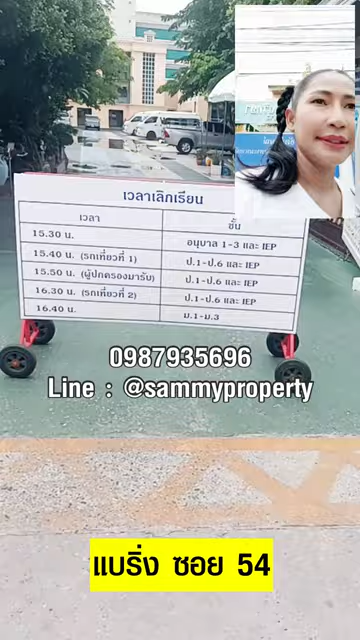 เวลาเลิกเรียน
เวลา ชั้น
15.30 น. อนุบาล 1-3 และ IEP
15.40 น. (รถเที่ยวที่ 1) ป.1-ป.6 และ IEP
15.50 น. (ผู้ปกครองมารับ) ป.1-ป.6 และ IEP
16.30 น. (รถเที่ยวที่ 2) ป.1-ป.6 และ IEP
16.40 น. ม.1-ม.3
0987935696
Line : @sammyproperty
แบริ่ง ซอย 54